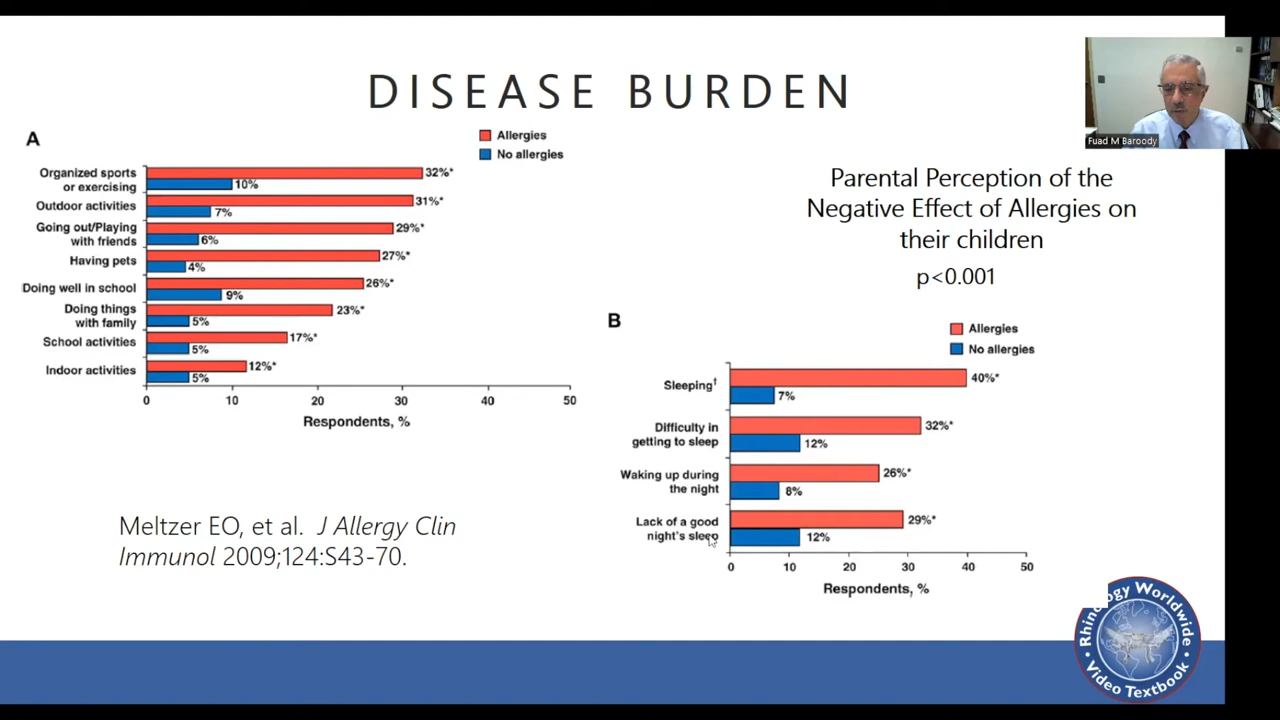 DISEASE BURDEN
Fuad M Baroody
A
Allergies
No allergies
Organized sports
or exercising
32%*
10%
Outdoor activities
31%*
7%
Going out/Playing
with friends
29%*
6%
Having pets
27%*
4%
Doing well in school
26%*
9%
Doing things
with family
23%*
5%
School activities
17%*
5%
Indoor activities
12%*
5%
0 10 20 30 40 50
Respondents, %
Parental Perception of the
Negative Effect of Allergies on
their children
p<0.001
B
Allergies
No allergies
Sleeping†
40%*
7%
Difficulty in
getting to sleep
32%*
12%
Waking up during
the night
26%*
8%
Lack of a good
night's sleep
29%*
12%
0 10 20 30 40 50
Respondents, %
Meltzer EO, et al. J Allergy Clin
Immunol 2009;124:S43-70.
Rhinology Worldwide
Video Textbook